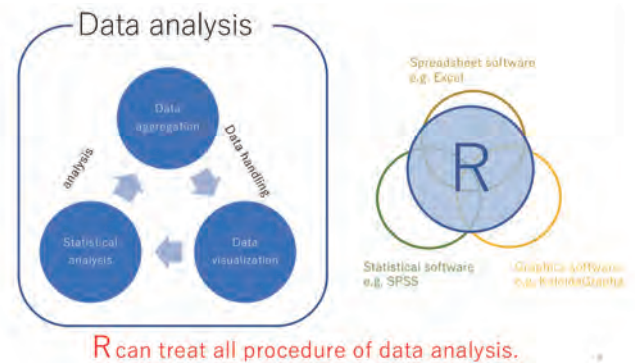 Data analysis
Data
aggregation
analysis
Data handling
Statistical
analysis
Data
visualization
Spreadsheet software
e.g. Excel
R
Statistical software
e.g. SPSS
Graphics software
e.g. KaleidaGraph
R can treat all procedure of data analysis.